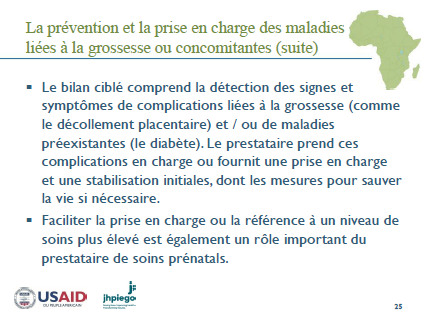 La prévention et la prise en charge des maladies
liées à la grossesse ou concomitantes (suite)
▪ Le bilan ciblé comprend la détection des signes et
symptômes de complications liées à la grossesse (comme
le décollement placentaire) et / ou de maladies
préexistantes (le diabète). Le prestataire prend ces
complications en charge ou fournit une prise en charge
et une stabilisation initiales, dont les mesures pour sauver
la vie si nécessaire.
▪ Faciliter la prise en charge ou la référence à un niveau de
soins plus élevé est également un rôle important du
prestataire de soins prénatals.
USAID
DU PEUPLE AMERICAIN
jhpiego
25